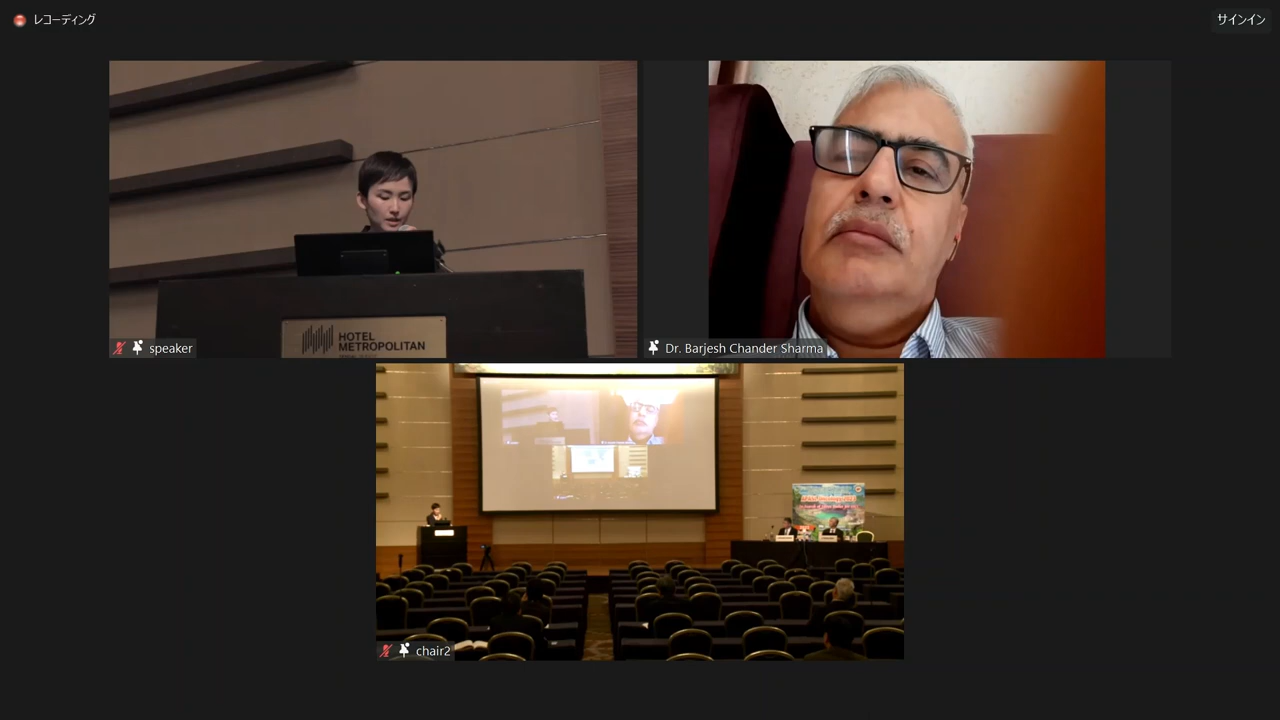 レコーディング
サインイン
HOTEL
METROPOLITAN
speaker
Dr. Barjesh Chander Sharma
chair2